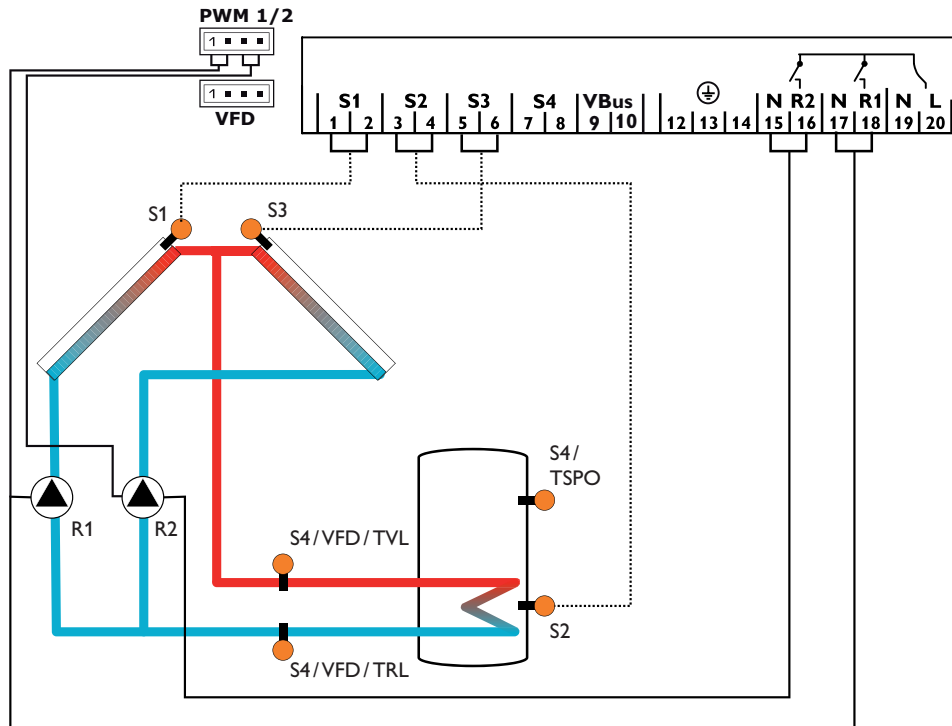 PWM 1/2
1
1
VFD
S1 S2 S3 S4 VBus N R2 N R1 N L
1 2 3 4 5 6 7 8 9 10 12 13 14 15 16 17 18 19 20
S1
S3
S4/
TSPO
R1
R2
S4/VFD/TVL
S2
S4/VFD/TRL